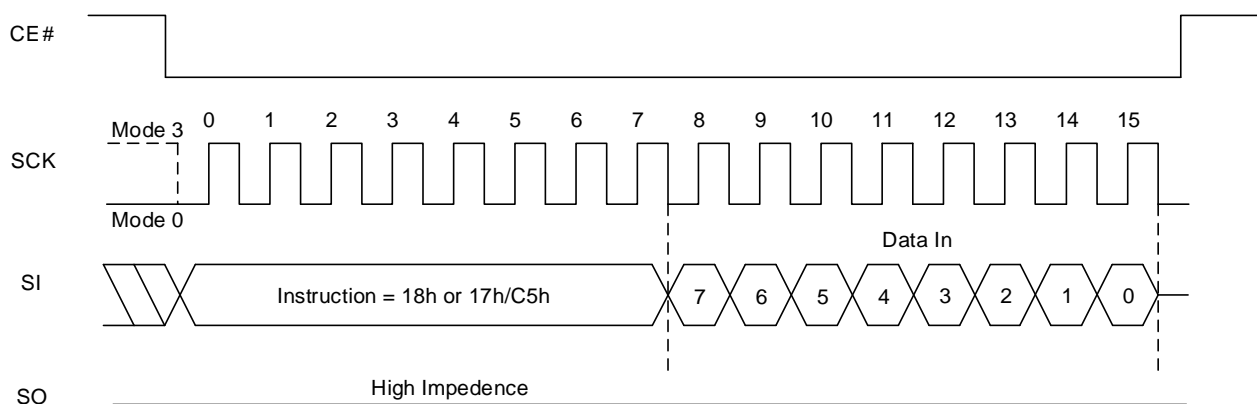 CE#
SCK
Mode 3
0 1 2 3 4 5 6 7 8 9 10 11 12 13 14 15
Mode 0
Data In
SI
Instruction = 18h or 17h/C5h
7 6 5 4 3 2 1 0
SO
High Impedence